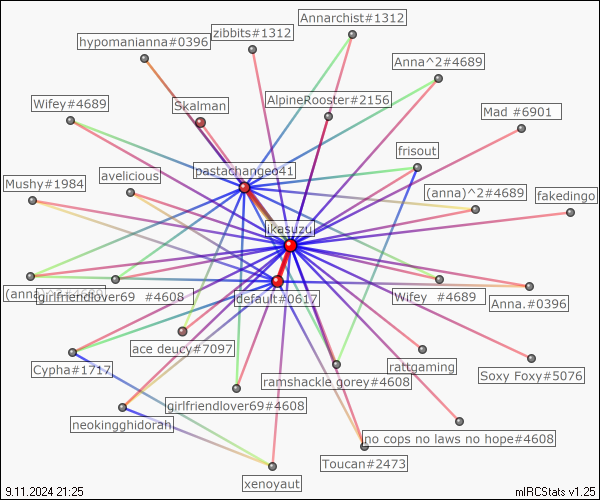 Annarchist#1312
zibbits#1312
hypomanianna#0396
Anna^2#4689
Wifey#4689
Skalman
AlpineRooster#2156
Mad #6901
frisout
pastachangeo41
avelicious
Mushy#1984
(anna)^2#4689
fakedingo
ikasuzu
(anna
girlfriendlover69 #4608
default#0617
Wifey #4689
Anna.#0396
ace deucy#7097
rattgaming
Cypha#1717
ramshackle gorey#4608
Soxy Foxy#5076
girlfriendlover69#4608
neokingghidorah
no cops no laws no hope#4608
Toucan#2473
xenoyaut
9.11.2024 21:25
mIRCStats v1.25